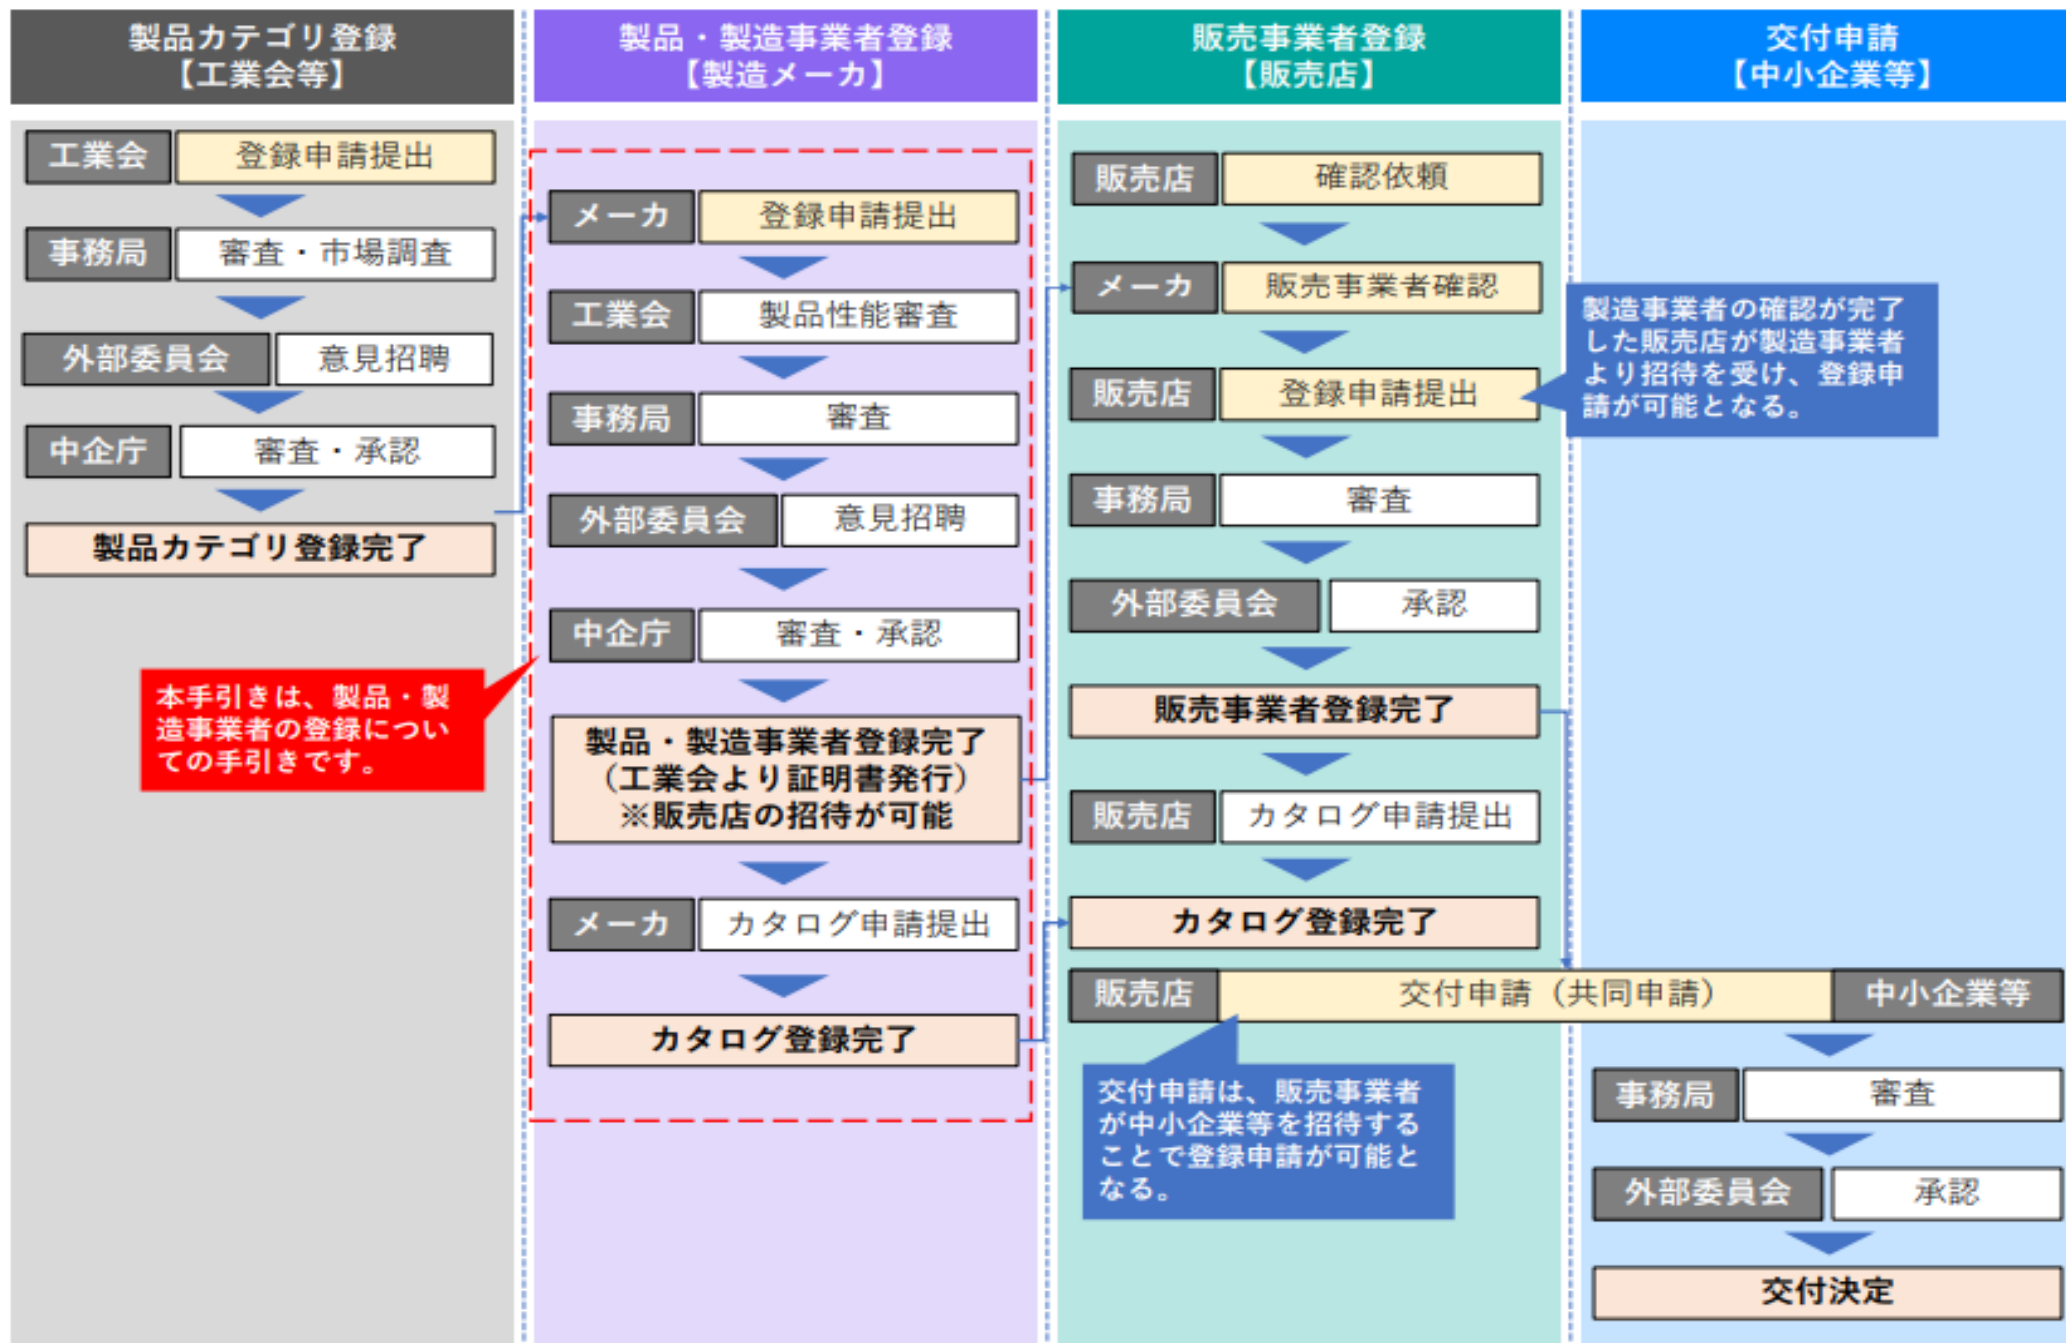 製品カテゴリ登録
【工業会等】
工業会 登録申請提出
事務局 審査・市場調査
外部委員会 意見招聘
中企庁 審査・承認
製品カテゴリ登録完了
本手引きは、製品・製
造事業者の登録につい
ての手引きです。
製品・製造事業者登録
【製造メーカ】
メーカ 登録申請提出
工業会 製品性能審査
事務局 審査
外部委員会 意見招聘
中企庁 審査・承認
製品・製造事業者登録完了
（工業会より証明書発行）
※販売店の招待が可能
メーカ カタログ申請提出
カタログ登録完了
販売事業者登録
【販売店】
販売店 確認依頼
メーカ 販売事業者確認
販売店 登録申請提出
製造事業者の確認が完了
した販売店が製造事業者
より招待を受け、登録申
請が可能となる。
事務局 審査
外部委員会 承認
販売事業者登録完了
販売店 カタログ申請提出
カタログ登録完了
交付申請
【中小企業等】
販売店 交付申請（共同申請） 中小企業等
交付申請は、販売事業者
が中小企業等を招待する
ことで登録申請が可能と
なる。
事務局 審査
外部委員会 承認
交付決定